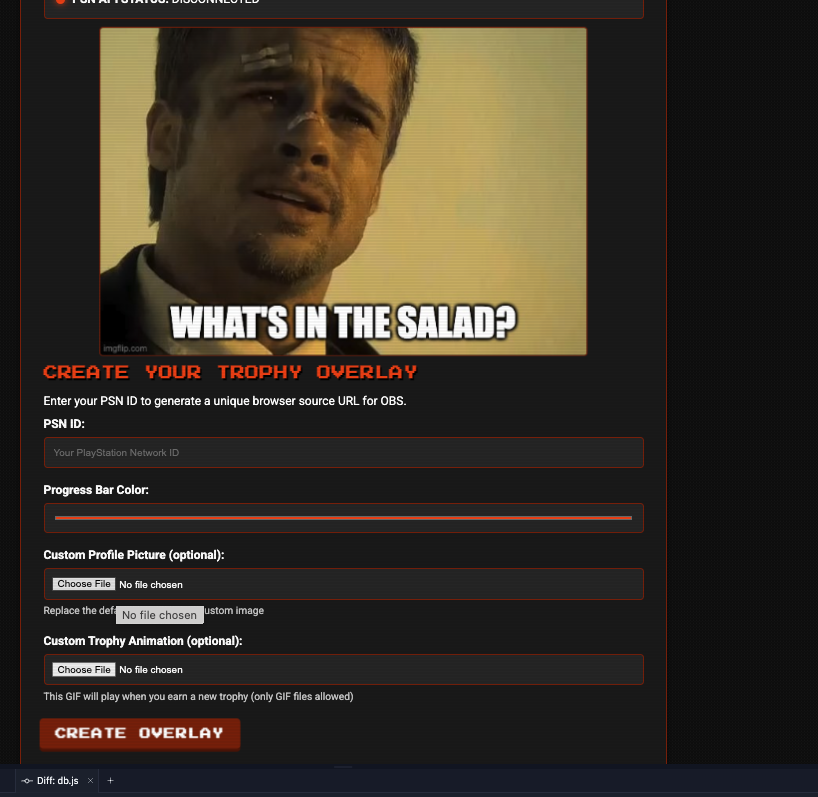 PSN API STATUS: DISCONNECTED
WHAT'S IN THE SALAD?
imgflip.com
CREATE YOUR TROPHY OVERLAY
Enter your PSN ID to generate a unique browser source URL for OBS.
PSN ID:
Your PlayStation Network ID
Progress Bar Color:
Custom Profile Picture (optional):
Choose File No file chosen
Replace the ustom image
No file chosen
Custom Trophy Animation (optional):
Choose File No file chosen
This GIF will play when you earn a new trophy (only GIF files allowed)
CREATE OVERLAY
Diff: db.js × +